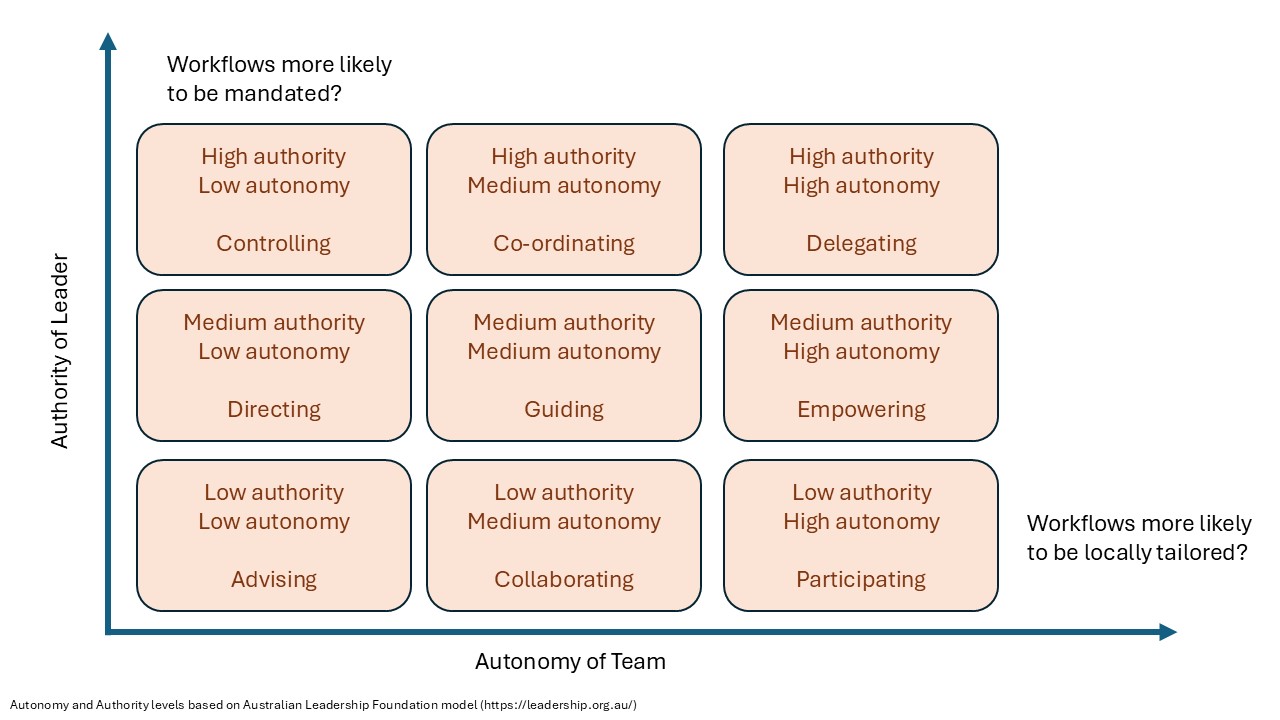 Workflows more likely
to be mandated?
High authority
Low autonomy
Controlling
High authority
Medium autonomy
Co-ordinating
High authority
High autonomy
Delegating
Authority of Leader
Medium authority
Low autonomy
Directing
Medium authority
Medium autonomy
Guiding
Medium authority
High autonomy
Empowering
Low authority
Low autonomy
Advising
Low authority
Medium autonomy
Collaborating
Low authority
High autonomy
Participating
Workflows more likely
to be locally tailored?
Autonomy of Team
Autonomy and Authority levels based on Australian Leadership Foundation model (https://leadership.org.au/)